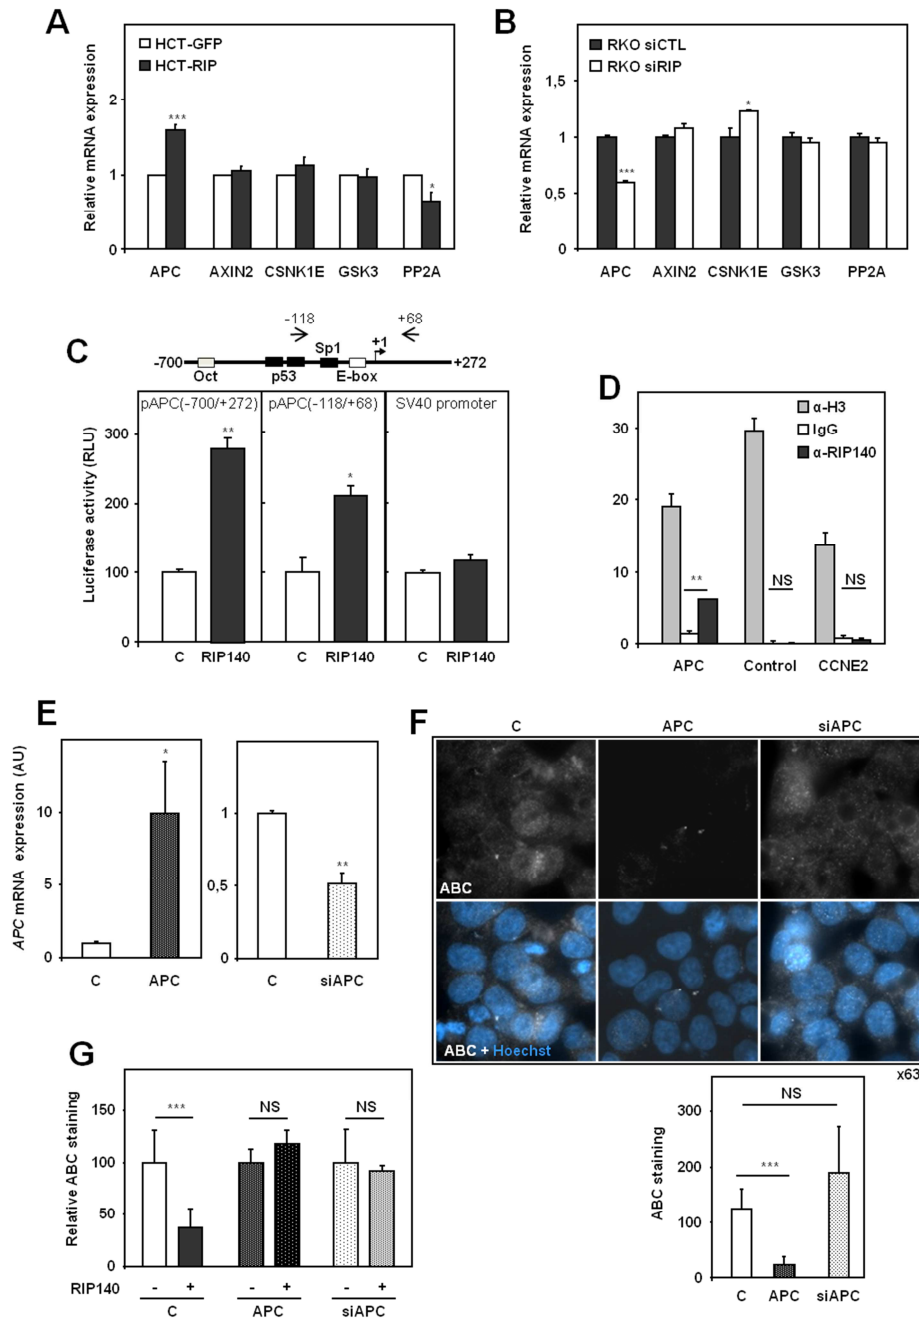 A
HCT-GFP
HCT-RIP
Relative mRNA expression
2
1
0
***
*
APC AXIN2 CSNK1E GSK3 PP2A
B
RKO siCTL
RKO siRIP
Relative mRNA expression
1,5
1
0,5
0
***
*
APC AXIN2 CSNK1E GSK3 PP2A
C
-118 +68
-700 Oct p53 Sp1 E-box +1 +272
pAPC(-700/+272) pAPC(-118/+68) SV40 promoter
Luciferase activity (RLU)
300
200
100
0
**
*
C RIP140 C RIP140 C RIP140
D
α-H3
IgG
α-RIP140
30
20
10
0
** NS NS
APC Control CCNE2
E
APC mRNA expression (AU)
10
5
0
*
C APC
1
0,5
0
**
C siAPC
F
C APC siAPC
ABC
ABC + Hoechst
x63
ABC staining
300
200
100
0
NS
***
C APC siAPC
G
Relative ABC staining
150
100
50
0
*** NS NS
RIP140 - + - + - +
C APC siAPC